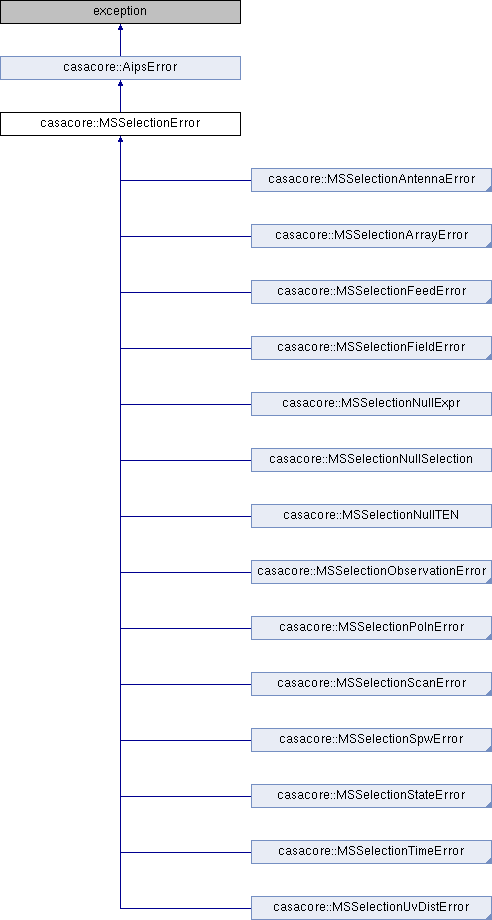 exception
casacore::AipsError
casacore::MSSelectionError
casacore::MSSelectionAntennaError
casacore::MSSelectionArrayError
casacore::MSSelectionFeedError
casacore::MSSelectionFieldError
casacore::MSSelectionNullExpr
casacore::MSSelectionNullSelection
casacore::MSSelectionNullTEN
casacore::MSSelectionObservationError
casacore::MSSelectionPolnError
casacore::MSSelectionScanError
casacore::MSSelectionSpwError
casacore::MSSelectionStateError
casacore::MSSelectionTimeError
casacore::MSSelectionUvDistError